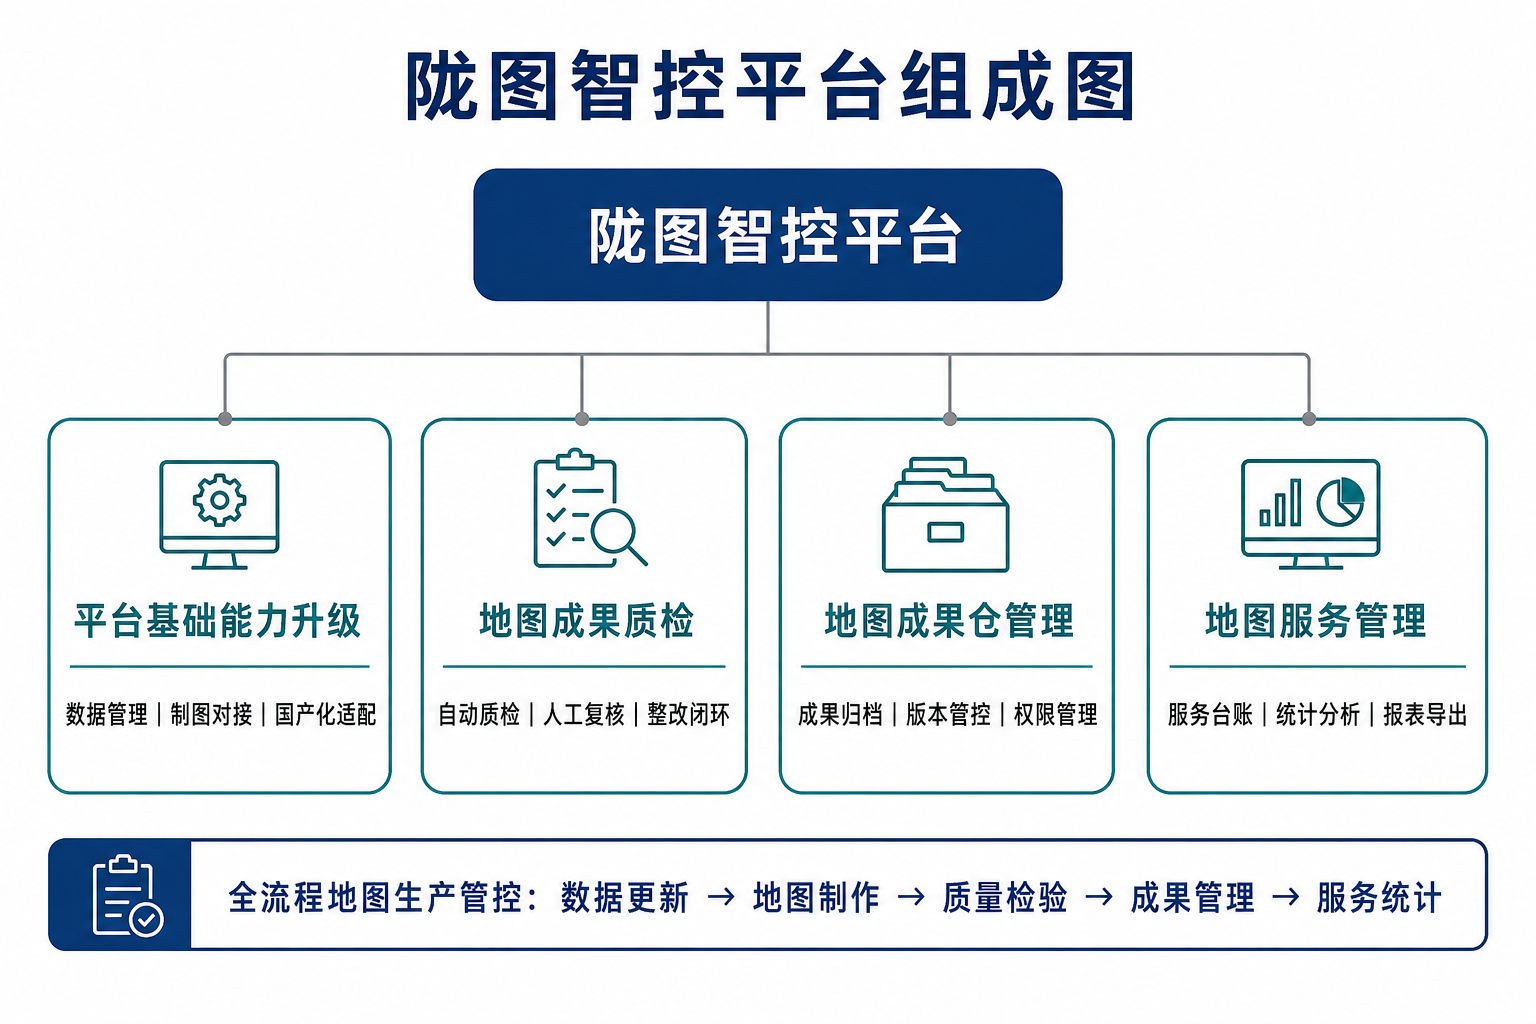 陇图智控平台组成图
陇图智控平台
平台基础能力升级
数据管理｜制图对接｜国产化适配
地图成果质检
自动质检｜人工复核｜整改闭环
地图成果仓管理
成果归档｜版本管控｜权限管理
地图服务管理
服务台账｜统计分析｜报表导出
全流程地图生产管控：数据更新 → 地图制作 → 质量检验 → 成果管理 → 服务统计